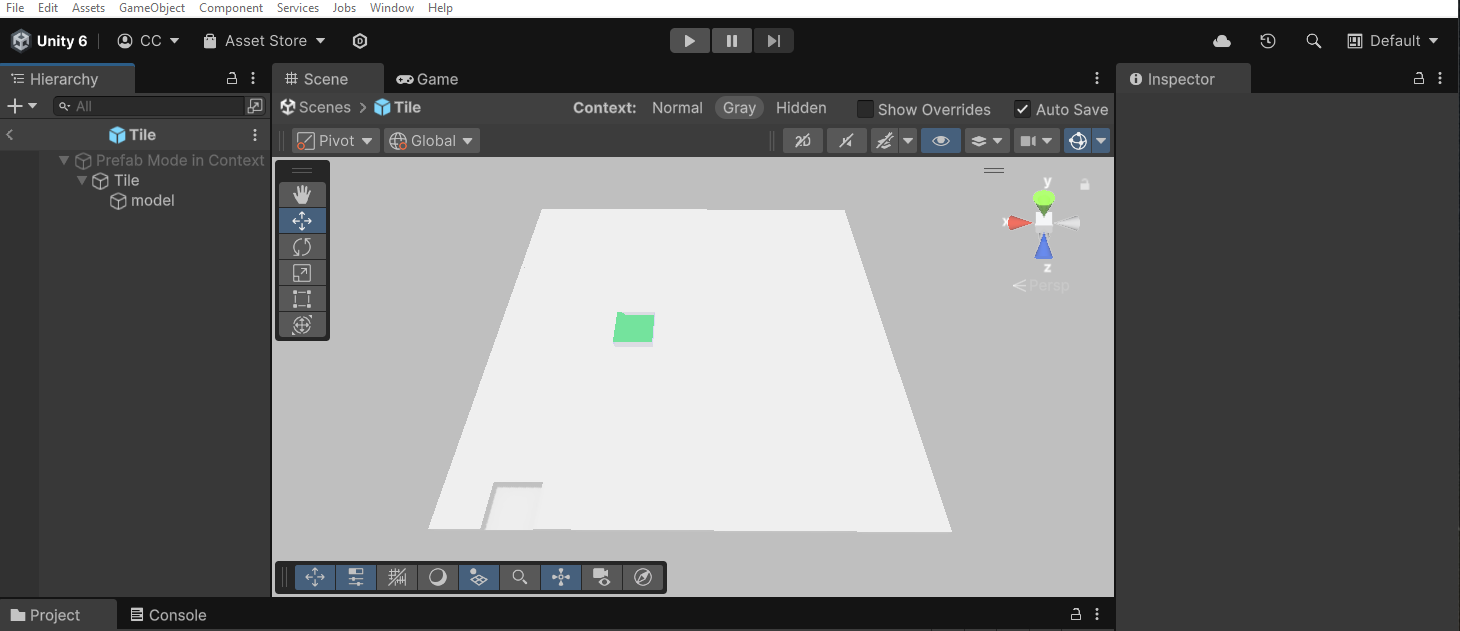 File Edit Assets GameObject Component Services Jobs Window Help
Unity 6 CC Asset Store Default
Hierarchy
Scene Game
Inspector
All
Scenes > Tile Context: Normal Gray Hidden Show Overrides Auto Save
Tile
Pivot Global 2D
Prefab Mode in Context
Tile
model
y
x
z
Persp
Project Console